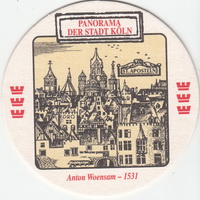 PANORAMA
DER STADT KÖLN
ST. APOSTELN
Anton Woensam – 1531